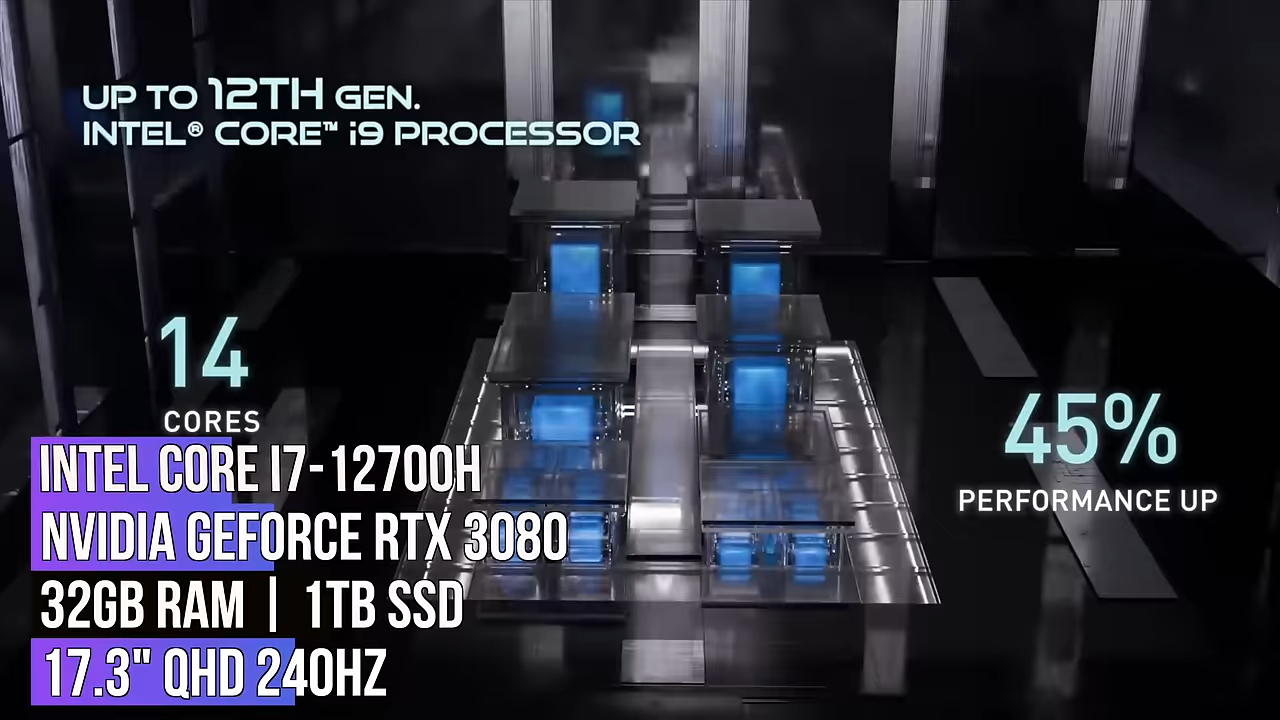 UP TO 12TH GEN.
INTEL® CORE™ i9 PROCESSOR
14
CORES
45%
PERFORMANCE UP
INTEL CORE I7-12700H
NVIDIA GEFORCE RTX 3080
32GB RAM | 1TB SSD
17.3" QHD 240HZ